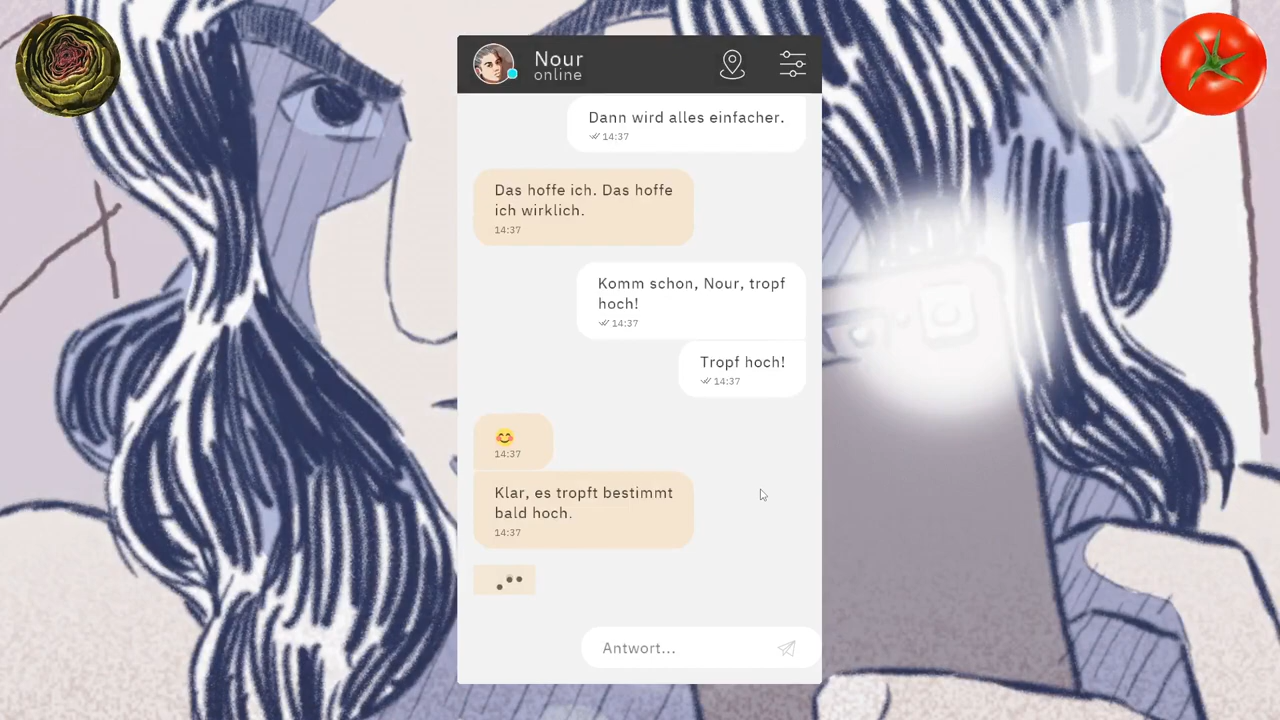 Nour
online
Dann wird alles einfacher.
14:37
Das hoffe ich. Das hoffe
ich wirklich.
14:37
Komm schon, Nour, tropf
hoch!
14:37
Tropf hoch!
14:37
😊
14:37
Klar, es tropft bestimmt
bald hoch.
14:37
Antwort...